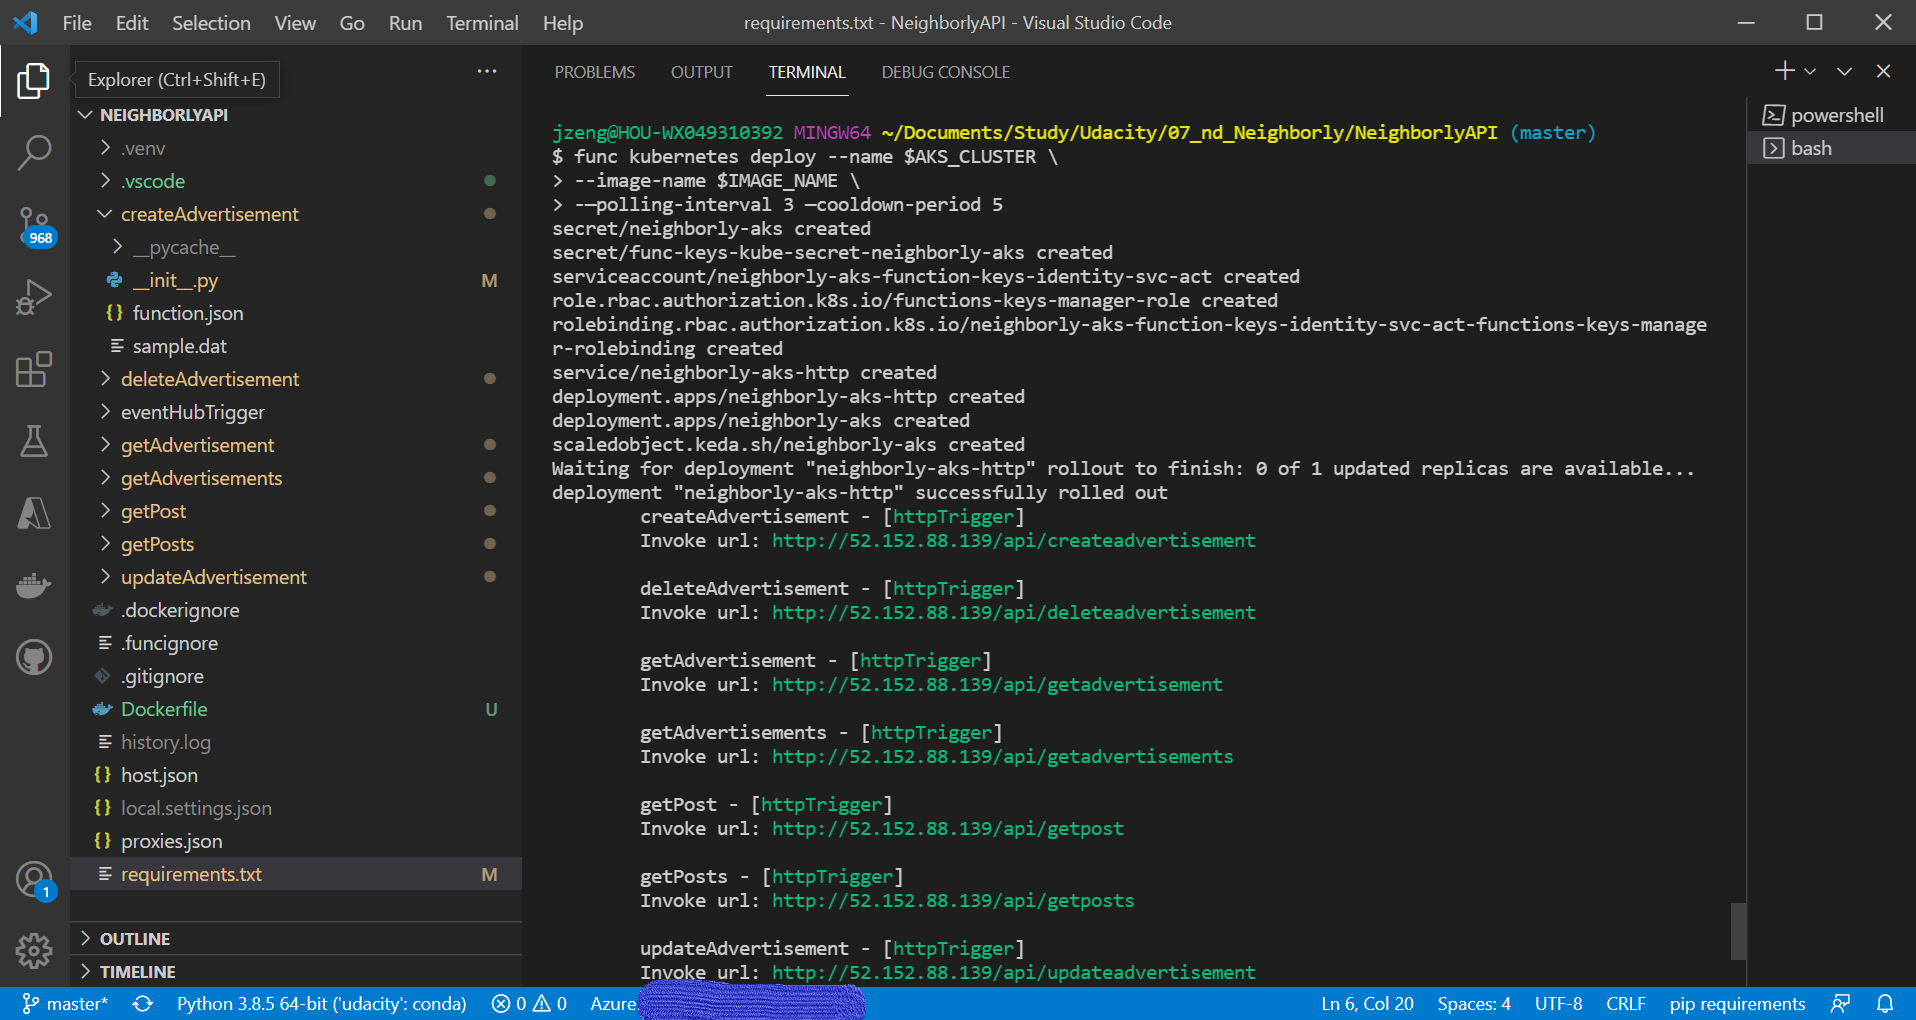 File Edit Selection View Go Run Terminal Help
requirements.txt - NeighborlyAPI - Visual Studio Code
Explorer (Ctrl+Shift+E)
···
NEIGHBORLYAPI
.venv
.vscode
createAdvertisement
__pycache__
__init__.py M
function.json
sample.dat
deleteAdvertisement
eventHubTrigger
getAdvertisement
getAdvertisements
getPost
getPosts
updateAdvertisement
.dockerignore
.funcignore
.gitignore
Dockerfile U
history.log
host.json
local.settings.json
proxies.json
requirements.txt M
OUTLINE
TIMELINE
968
1
PROBLEMS OUTPUT TERMINAL DEBUG CONSOLE
jzeng@HOU-WX049310392 MINGW64 ~/Documents/Study/Udacity/07_nd_Neighborly/NeighborlyAPI (master)
$ func kubernetes deploy --name $AKS_CLUSTER \
> --image-name $IMAGE_NAME \
> -—polling-interval 3 —cooldown-period 5
secret/neighborly-aks created
secret/func-keys-kube-secret-neighborly-aks created
serviceaccount/neighborly-aks-function-keys-identity-svc-act created
role.rbac.authorization.k8s.io/functions-keys-manager-role created
rolebinding.rbac.authorization.k8s.io/neighborly-aks-function-keys-identity-svc-act-functions-keys-manage
r-rolebinding created
service/neighborly-aks-http created
deployment.apps/neighborly-aks-http created
deployment.apps/neighborly-aks created
scaledobject.keda.sh/neighborly-aks created
Waiting for deployment "neighborly-aks-http" rollout to finish: 0 of 1 updated replicas are available...
deployment "neighborly-aks-http" successfully rolled out
createAdvertisement - [httpTrigger]
Invoke url: http://52.152.88.139/api/createadvertisement
deleteAdvertisement - [httpTrigger]
Invoke url: http://52.152.88.139/api/deleteadvertisement
getAdvertisement - [httpTrigger]
Invoke url: http://52.152.88.139/api/getadvertisement
getAdvertisements - [httpTrigger]
Invoke url: http://52.152.88.139/api/getadvertisements
getPost - [httpTrigger]
Invoke url: http://52.152.88.139/api/getpost
getPosts - [httpTrigger]
Invoke url: http://52.152.88.139/api/getposts
updateAdvertisement - [httpTrigger]
Invoke url: http://52.152.88.139/api/updateadvertisement
powershell
bash
master* Python 3.8.5 64-bit ('udacity': conda) 0 0 Azure: Ln 6, Col 20 Spaces: 4 UTF-8 CRLF pip requirements